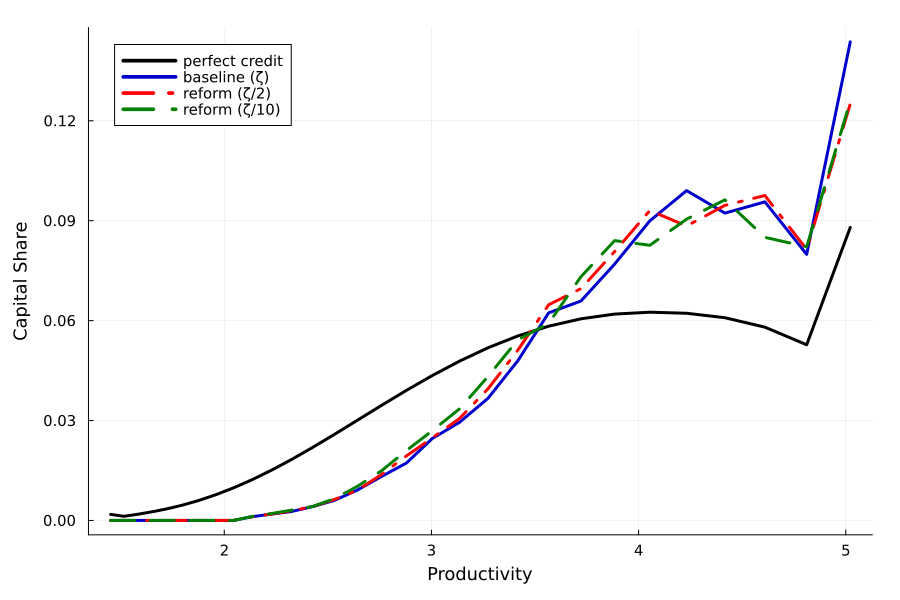 perfect credit
baseline (ζ)
reform (ζ/2)
reform (ζ/10)
0.12
0.09
0.06
0.03
0.00
Capital Share
2 3 4 5
Productivity